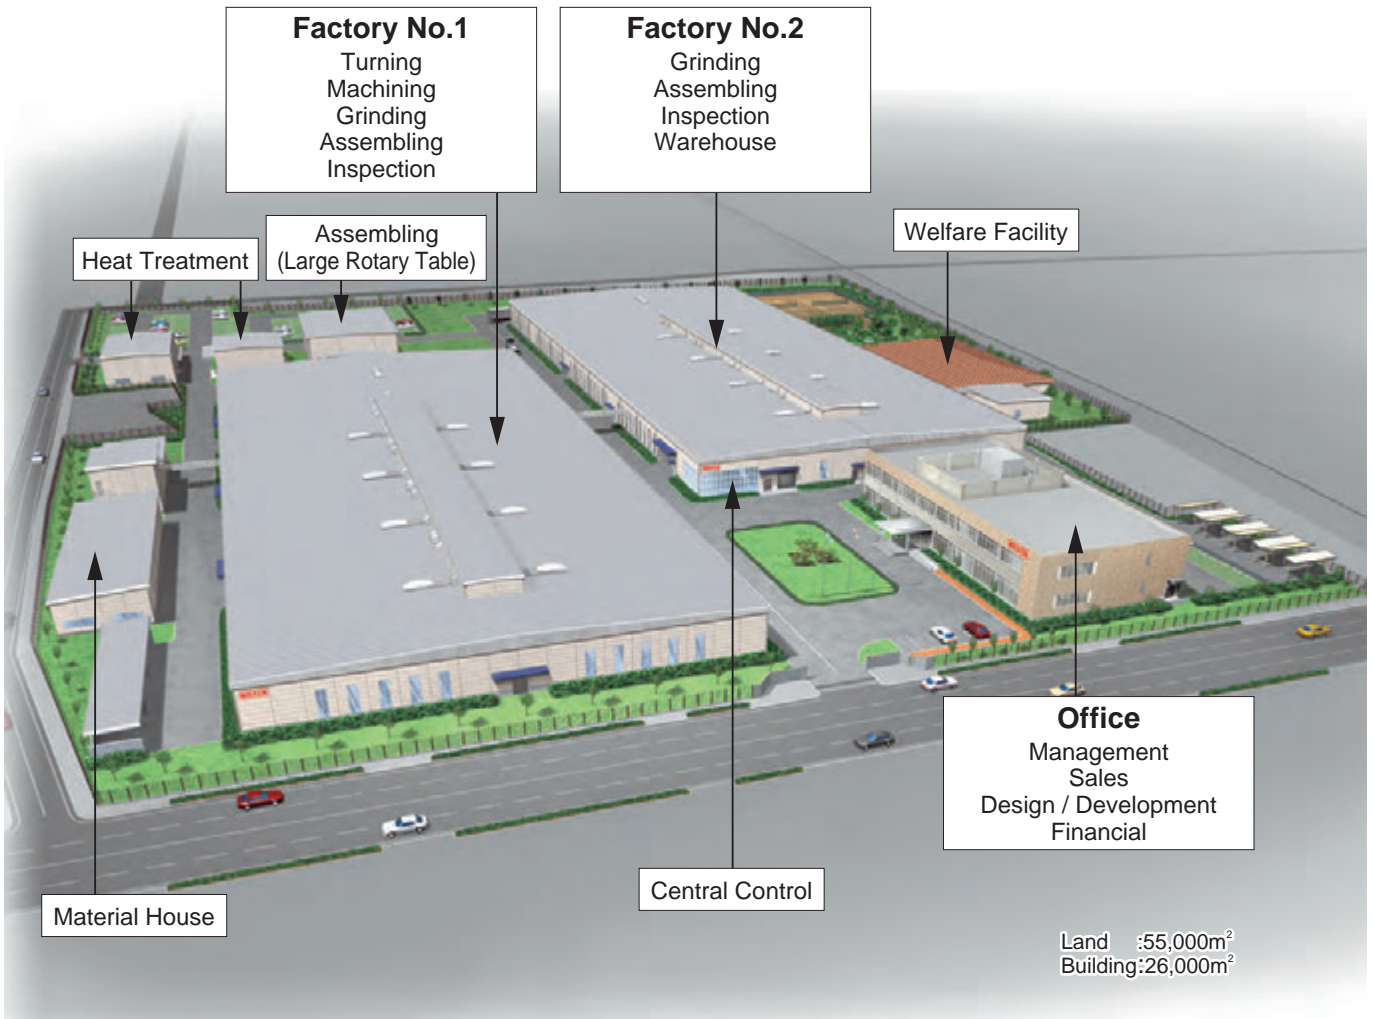 Factory No.1
Turning
Machining
Grinding
Assembling
Inspection
Factory No.2
Grinding
Assembling
Inspection
Warehouse
Heat Treatment
Assembling
(Large Rotary Table)
Welfare Facility
Office
Management
Sales
Design / Development
Financial
Central Control
Material House
Land :55,000m²
Building:26,000m²